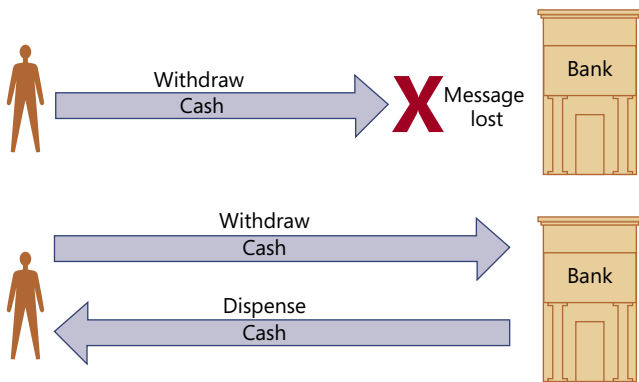 Withdraw
Cash
Message
lost
Bank
Withdraw
Cash
Dispense
Cash
Bank